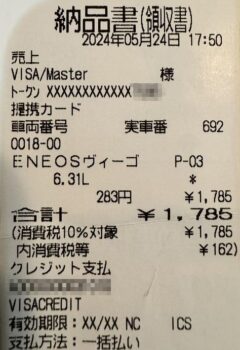 納品書(領収書)
2024年05月24日 17:50
売上
VISA/Master 様
トークン XXXXXXXXXXXX
提携カード
車両番号 実車番 692
0018-00
ENEOSヴィーゴ P-03
6.31L *
283円 ¥1,785
合計 ¥1,785
(消費税10%対象 ¥1,785
内消費税等 ¥162)
クレジット支払
VISACREDIT
有効期限:XX/XX NC ICS
支払方法:一括払い